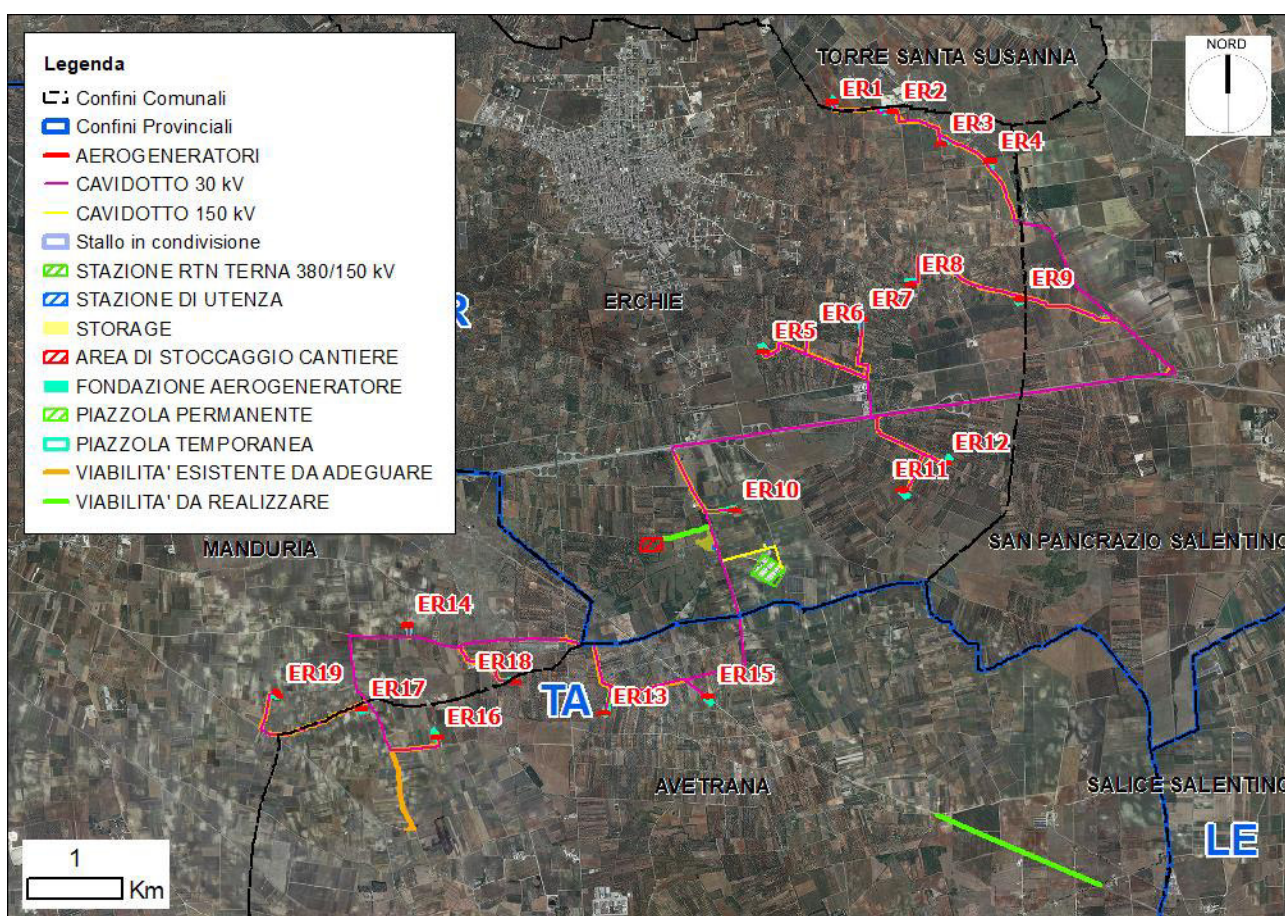 Legenda
Confini Comunali
Confini Provinciali
AEROGENERATORI
CAVIDOTTO 30 kV
CAVIDOTTO 150 kV
Stallo in condivisione
STAZIONE RTN TERNA 380/150 kV
STAZIONE DI UTENZA
STORAGE
AREA DI STOCCAGGIO CANTIERE
FONDAZIONE AEROGENERATORE
PIAZZOLA PERMANENTE
PIAZZOLA TEMPORANEA
VIABILITA' ESISTENTE DA ADEGUARE
VIABILITA' DA REALIZZARE
NORD
TORRE SANTA SUSANNA
ER1
ER2
ER3
ER4
ER8
ER9
ERCHIE
ER7
R
ER6
ER5
ER12
ER11
ER10
MANDURIA
SAN PANCRAZIO SALENTINO
ER14
ER18
ER15
ER19
ER17
TA
ER13
ER16
AVETRANA
SALICE SALENTINO
LE
1
Km